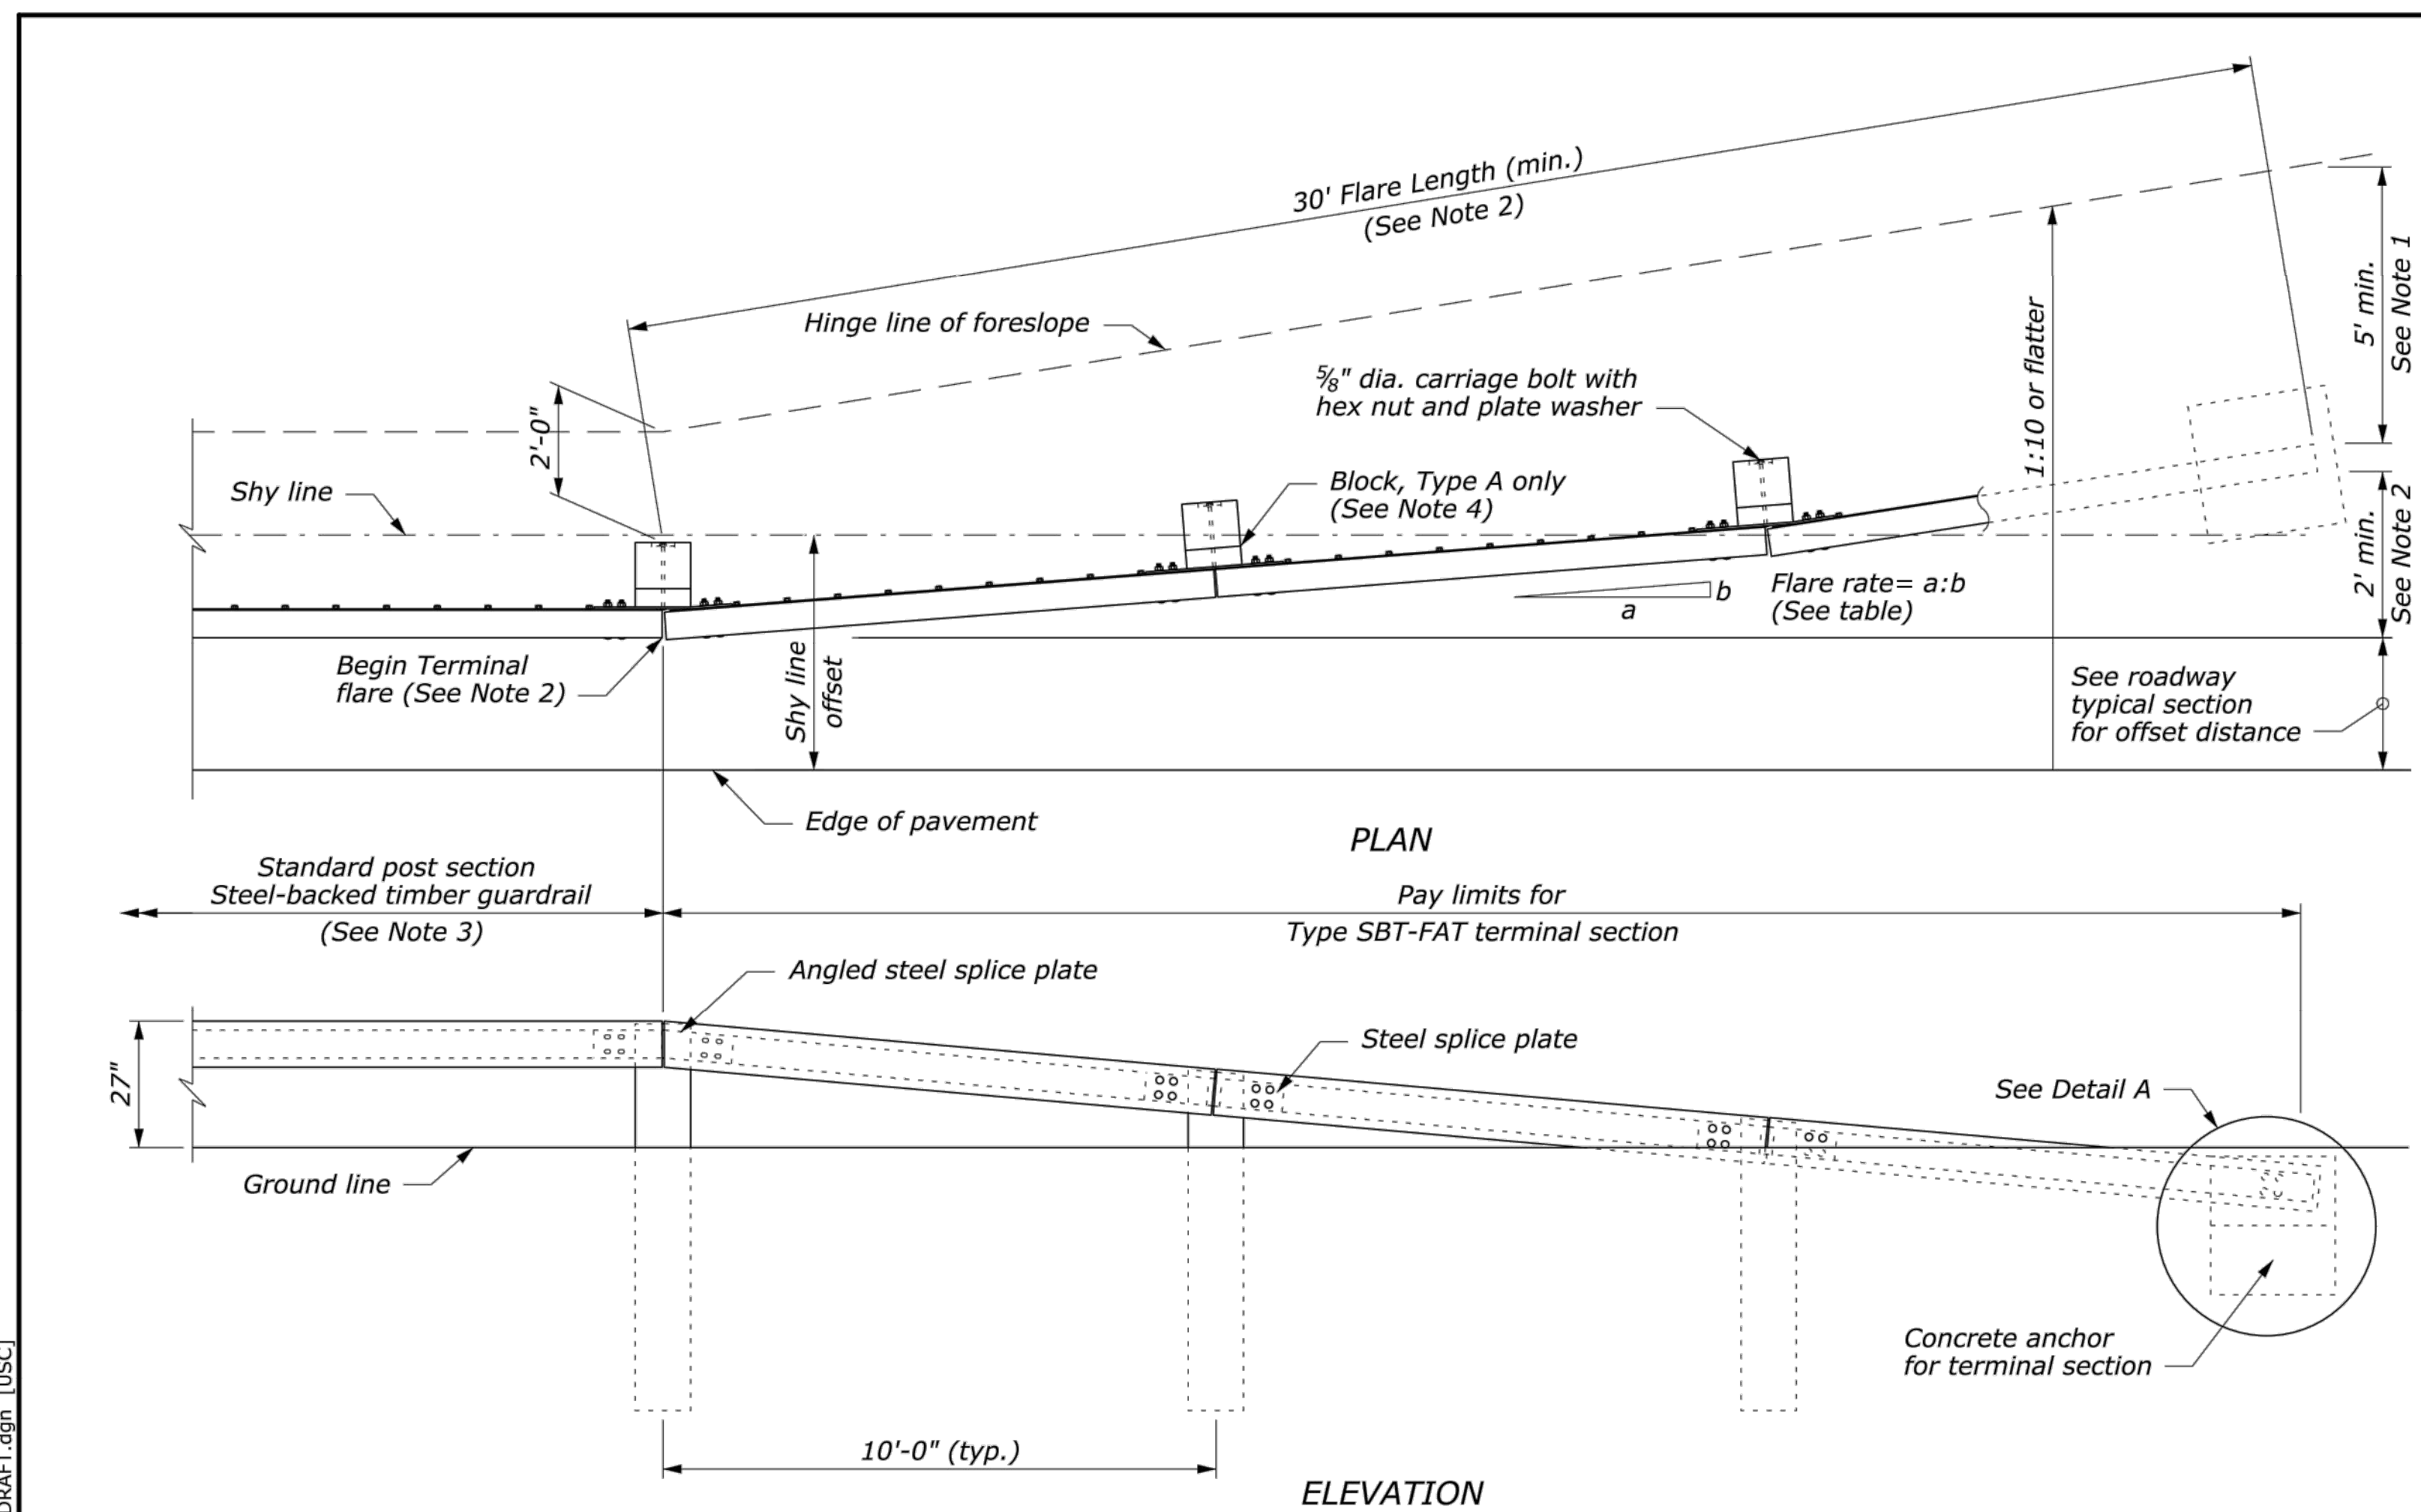 30' Flare Length (min.)
(See Note 2)
Hinge line of foreslope
5/8" dia. carriage bolt with
hex nut and plate washer
1:10 or flatter
5' min.
See Note 1
2'-0"
Shy line
Block, Type A only
(See Note 4)
2' min.
See Note 2
a
b
Flare rate= a:b
(See table)
Begin Terminal
flare (See Note 2)
Shy line
offset
See roadway
typical section
for offset distance
Edge of pavement
PLAN
Standard post section
Steel-backed timber guardrail
(See Note 3)
Pay limits for
Type SBT-FAT terminal section
Angled steel splice plate
Steel splice plate
27"
See Detail A
Ground line
Concrete anchor
for terminal section
10'-0" (typ.)
ELEVATION
DRAFT.dgn [USC]